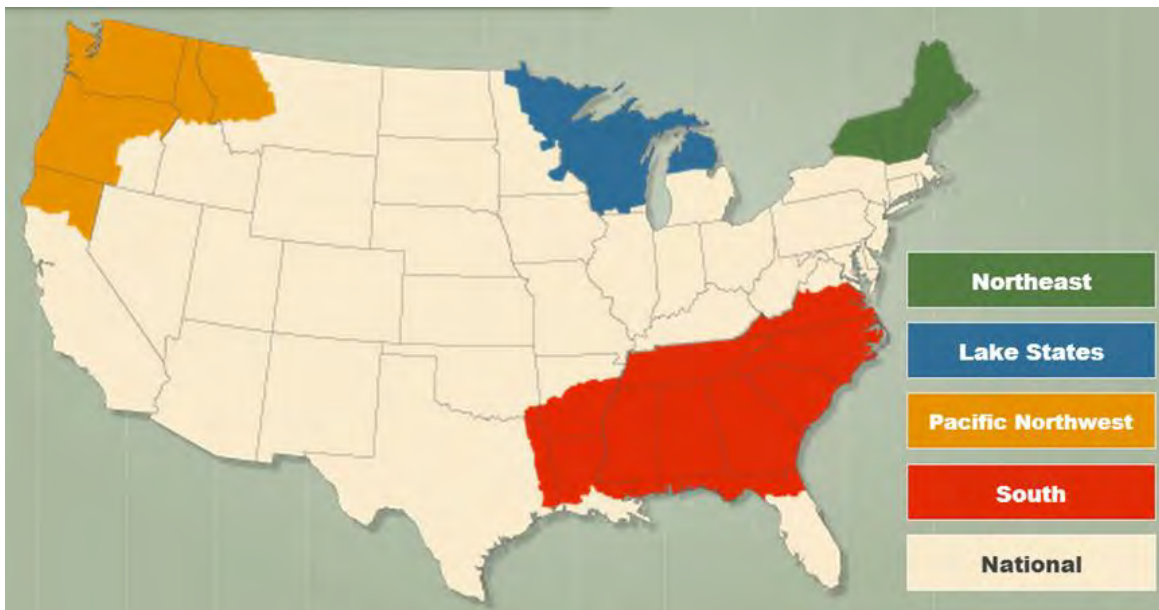 Northeast
Lake States
Pacific Northwest
South
National